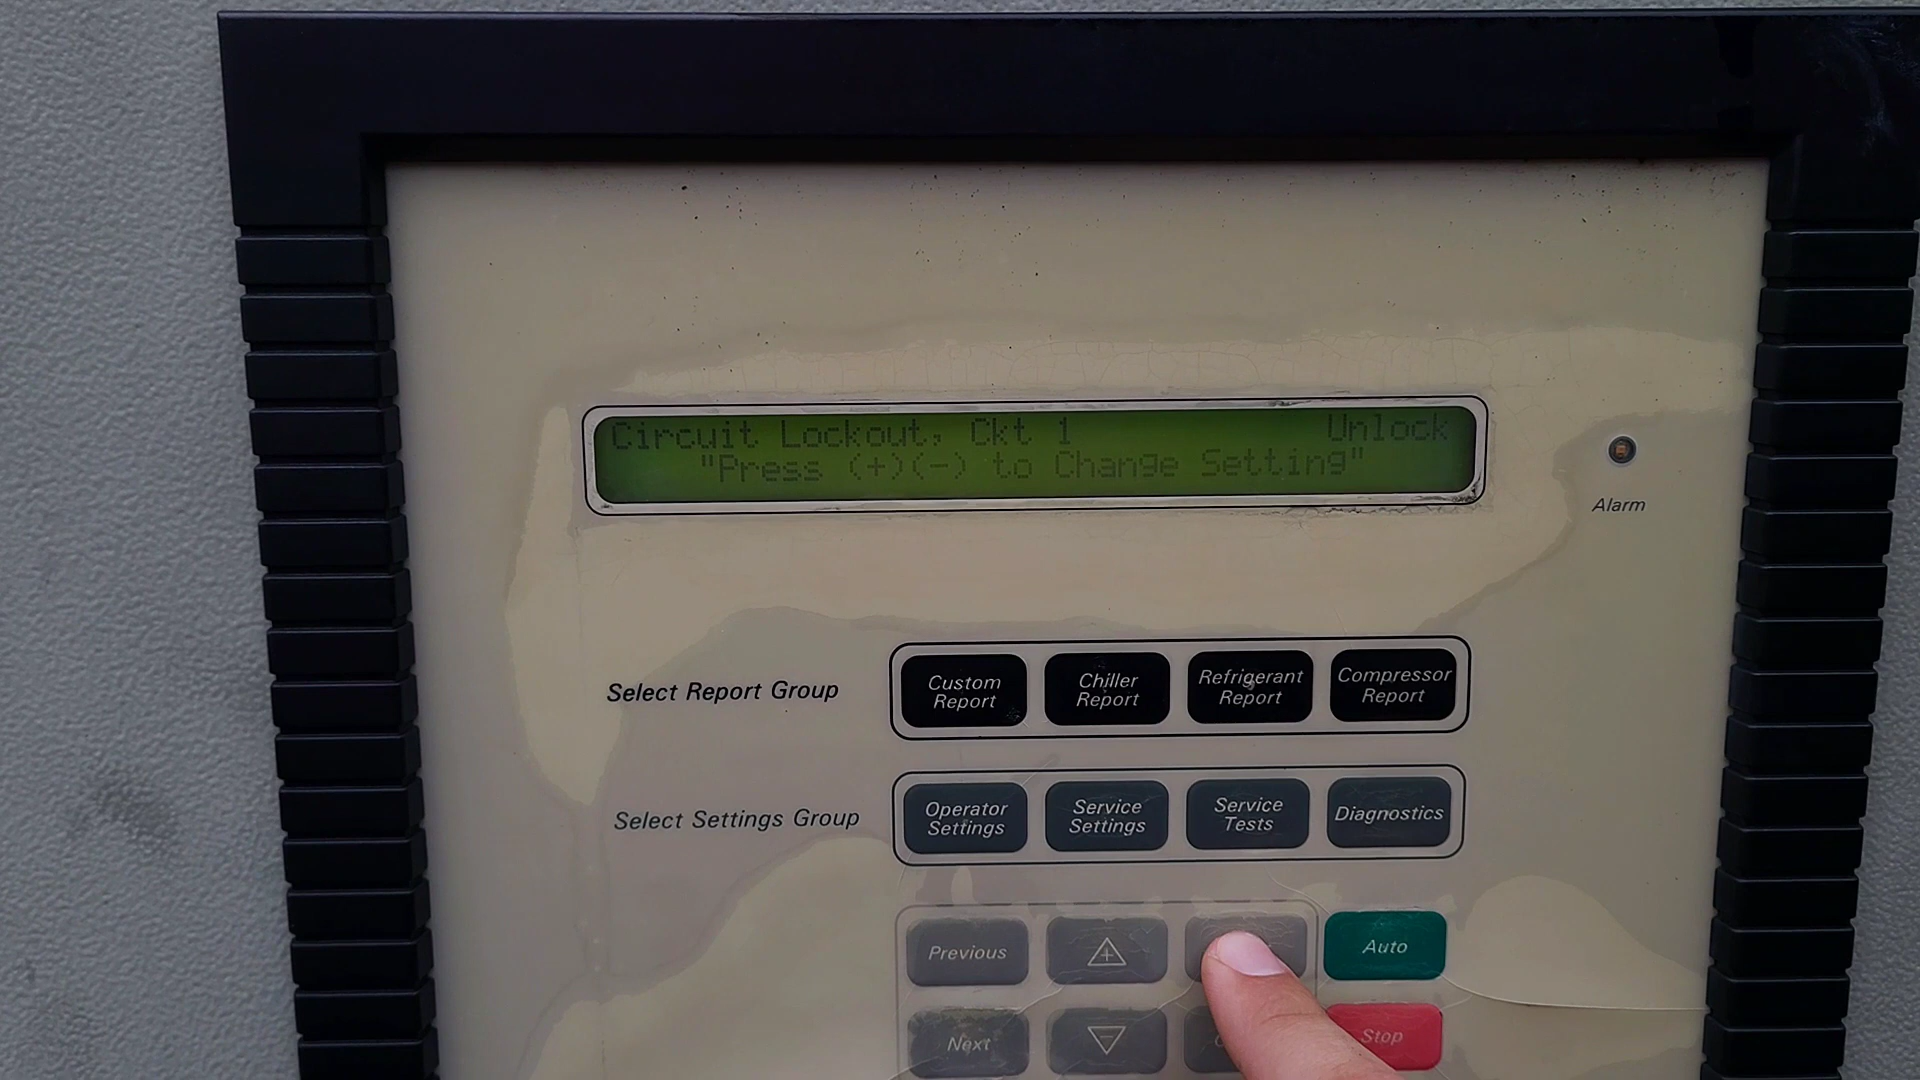 Circuit Lockout, Ckt 1 Unlock
"Press (+)(-) to Change Setting"
Alarm
Select Report Group
Custom Report
Chiller Report
Refrigerant Report
Compressor Report
Select Settings Group
Operator Settings
Service Settings
Service Tests
Diagnostics
Previous
+
Auto
Next
-
Stop